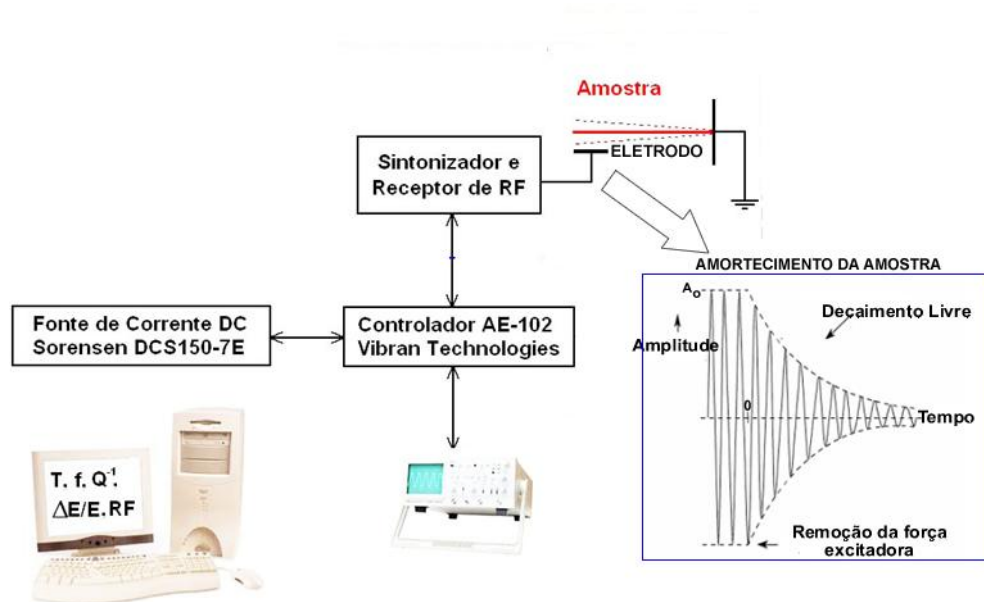 Amostra
ELETRODO
Sintonizador e
Receptor de RF
AMORTECIMENTO DA AMOSTRA
A₀
Decaimento Livre
Amplitude
0
Tempo
Remoção da força
excitadora
Fonte de Corrente DC
Sorensen DCS150-7E
Controlador AE-102
Vibran Technologies
T. f. Q⁻¹.
ΔE/E.RF